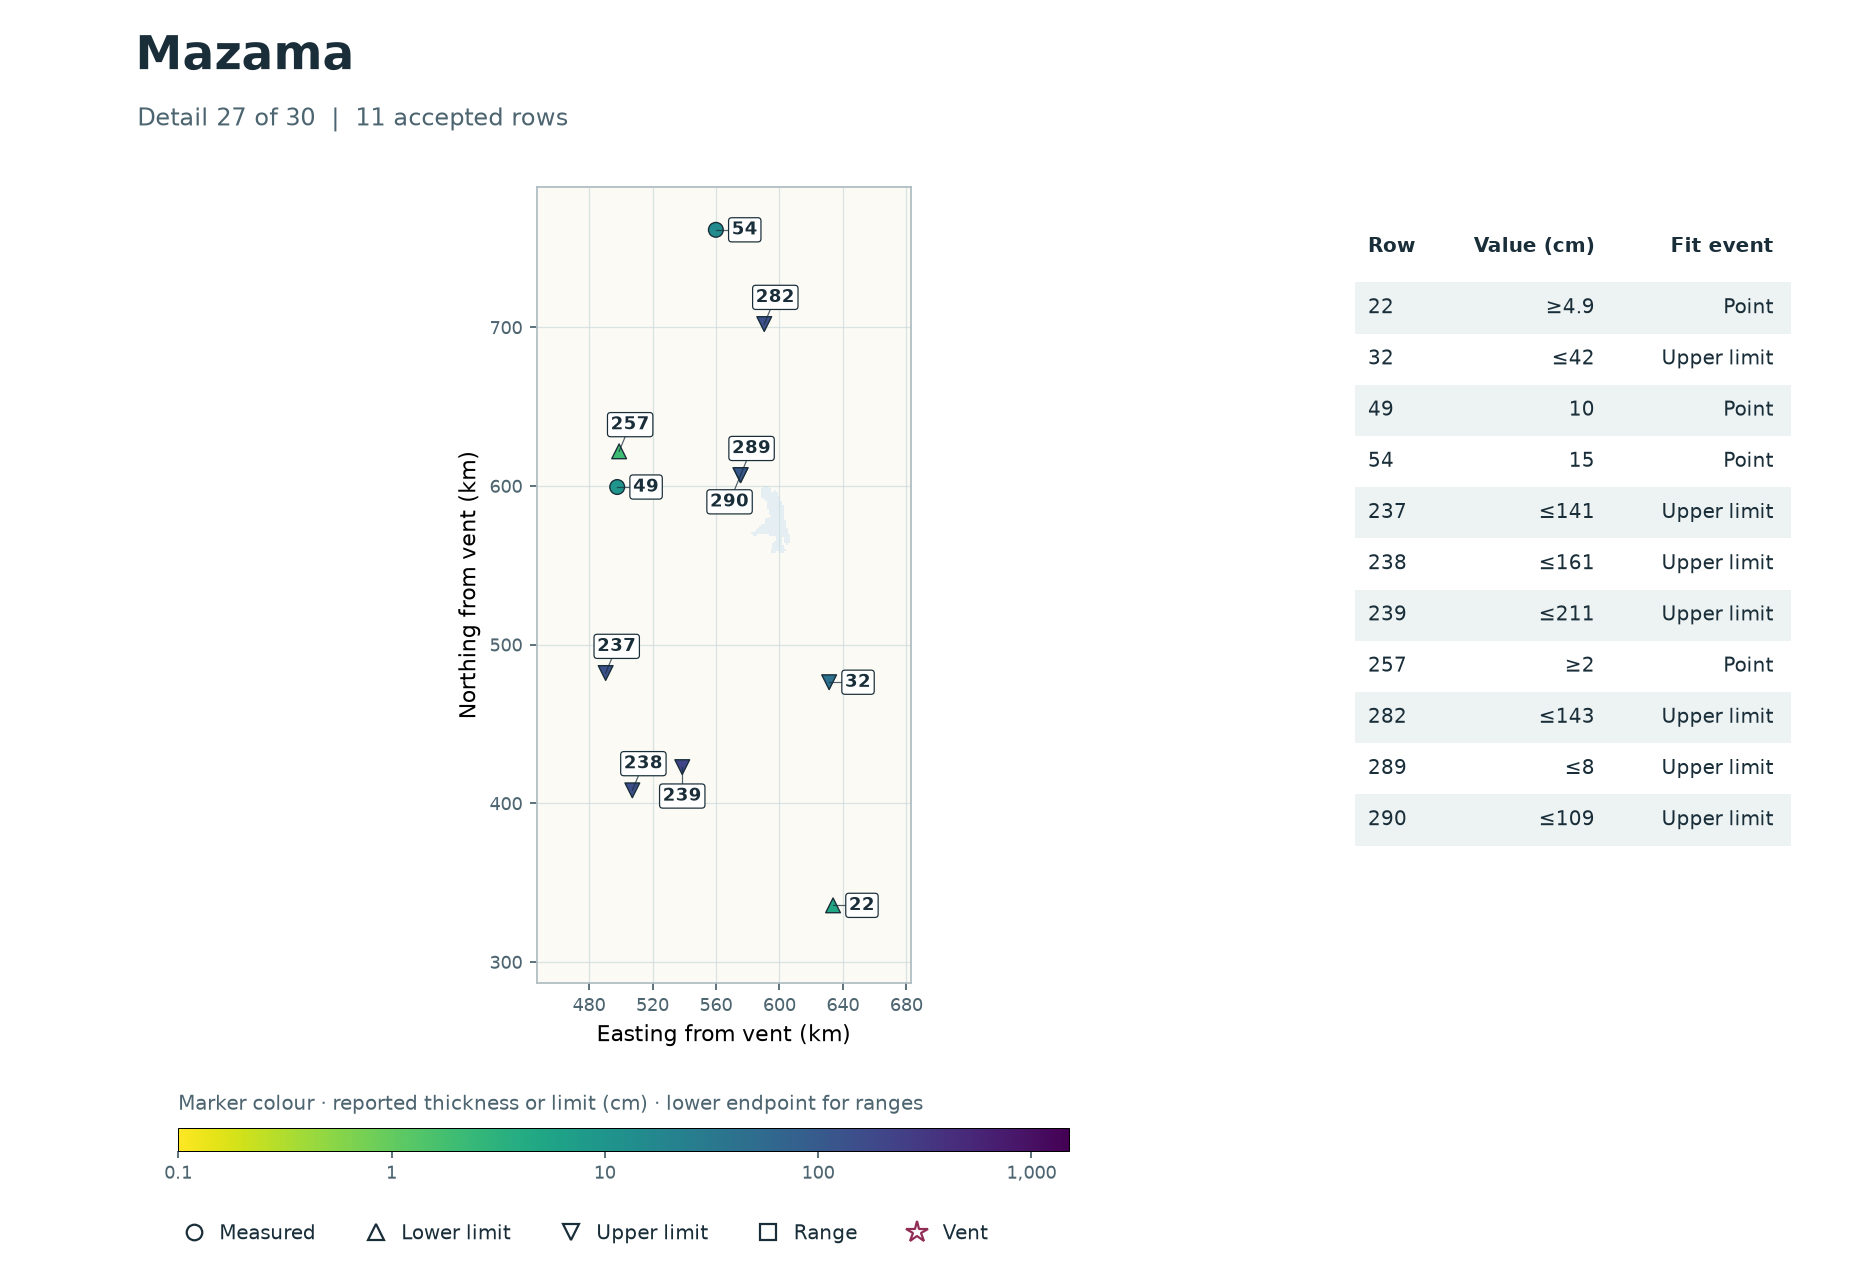 Mazama
Detail 27 of 30 | 11 accepted rows
54
282
700
257
289
49
600
290
Northing from vent (km)
237
500
32
238
239
400
22
300
480 520 560 600 640 680
Easting from vent (km)
Row Value (cm) Fit event
22 ≥4.9 Point
32 ≤42 Upper limit
49 10 Point
54 15 Point
237 ≤141 Upper limit
238 ≤161 Upper limit
239 ≤211 Upper limit
257 ≥2 Point
282 ≤143 Upper limit
289 ≤8 Upper limit
290 ≤109 Upper limit
Marker colour · reported thickness or limit (cm) · lower endpoint for ranges
0.1 1 10 100 1,000
Measured Lower limit Upper limit Range Vent